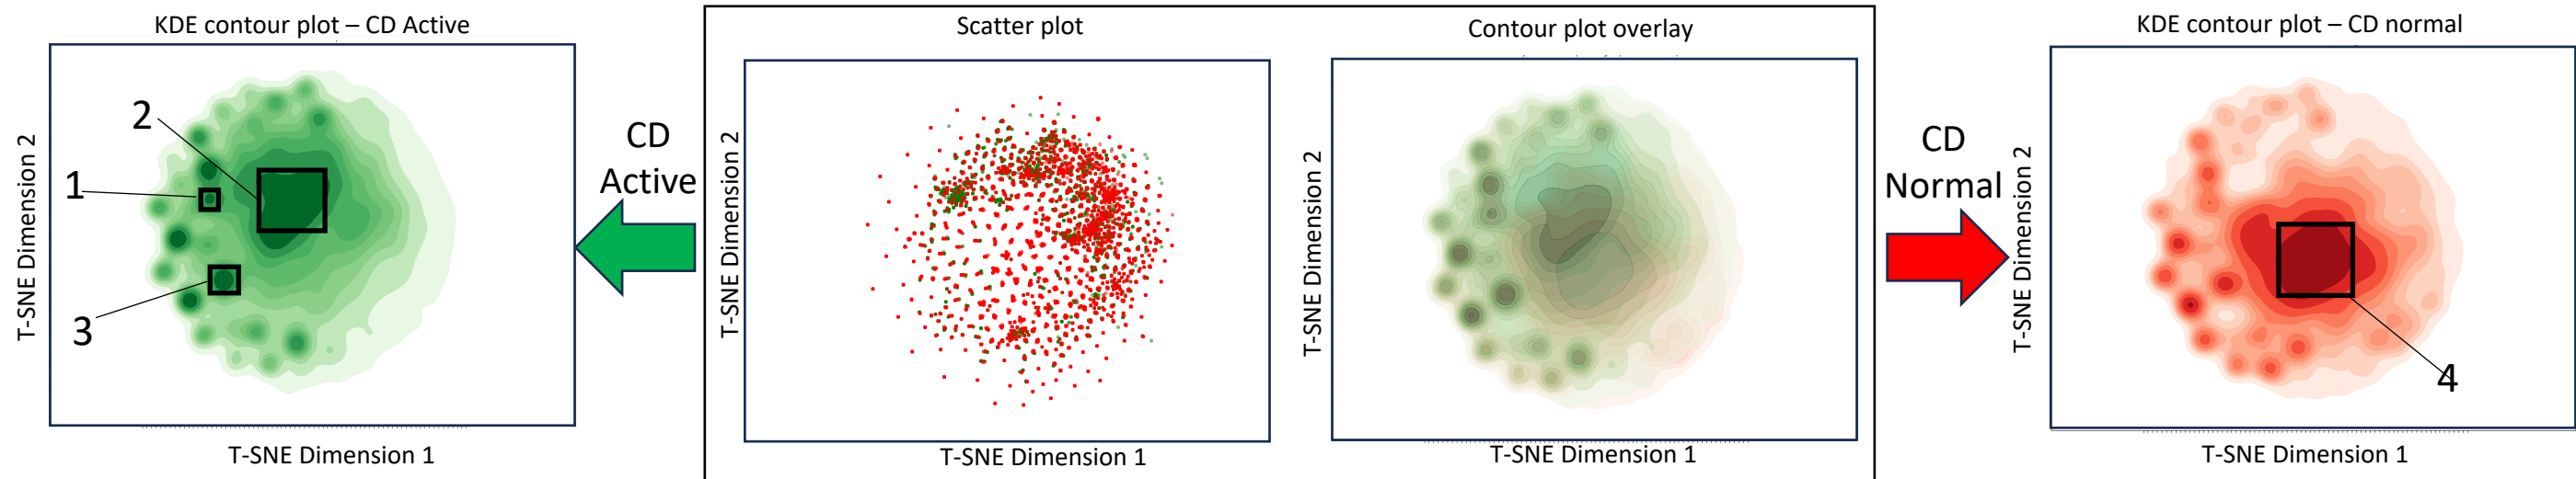 KDE contour plot – CD Active
T-SNE Dimension 2
1
2
3
T-SNE Dimension 1
CD
Active
Scatter plot
T-SNE Dimension 2
T-SNE Dimension 1
Contour plot overlay
T-SNE Dimension 2
T-SNE Dimension 1
CD
Normal
KDE contour plot – CD normal
T-SNE Dimension 2
4
T-SNE Dimension 1